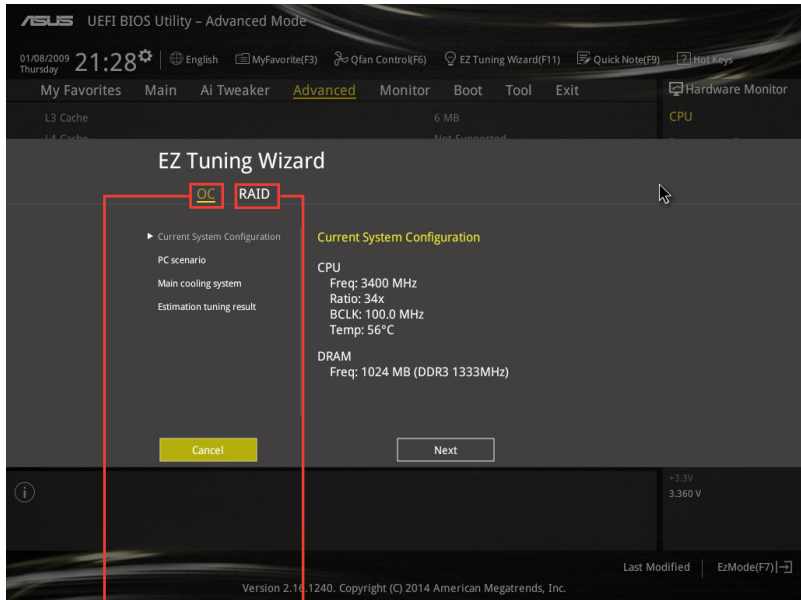 ASUS UEFI BIOS Utility – Advanced Mode
01/08/2009 Thursday 21:28 English MyFavorite(F3) Qfan Control(F6) EZ Tuning Wizard(F11) Quick Note(F9) ? Hot Keys
My Favorites Main Ai Tweaker Advanced Monitor Boot Tool Exit Hardware Monitor
L3 Cache 6 MB CPU
L4 Cache Not Supported
EZ Tuning Wizard
OC RAID
Current System Configuration
PC scenario
Main cooling system
Estimation tuning result
Current System Configuration
CPU
Freq: 3400 MHz
Ratio: 34x
BCLK: 100.0 MHz
Temp: 56°C
DRAM
Freq: 1024 MB (DDR3 1333MHz)
Cancel Next
+3.3V
3.360 V
i
Last Modified EzMode(F7)
Version 2.16.1240. Copyright (C) 2014 American Megatrends, Inc.